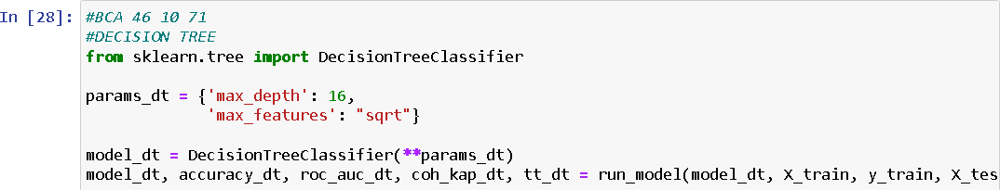 In [28]: #BCA 46 10 71
#DECISION TREE
from sklearn.tree import DecisionTreeClassifier
params_dt = {'max_depth': 16,
'max_features': "sqrt"}
model_dt = DecisionTreeClassifier(**params_dt)
model_dt, accuracy_dt, roc_auc_dt, coh_kap_dt, tt_dt = run_model(model_dt, X_train, y_train, X_tes